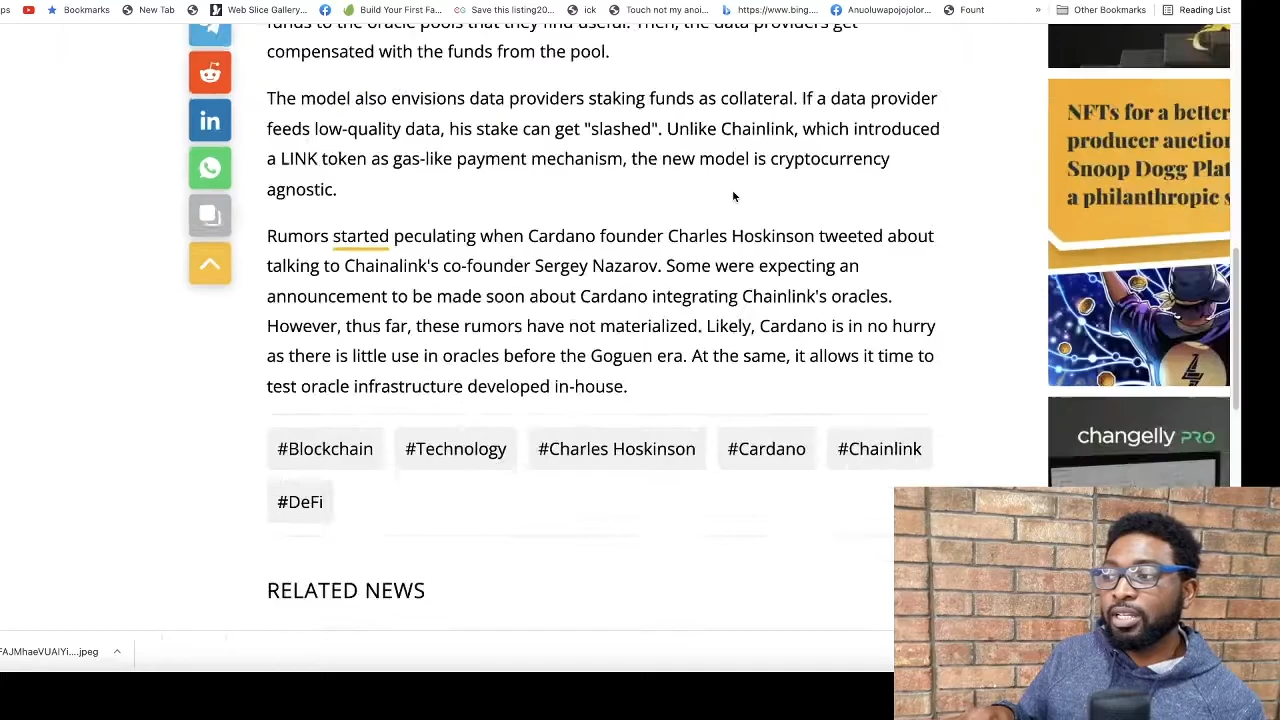 ps Bookmarks New Tab Web Slice Gallery... Build Your First Fa... CG Save this listing20... ick Touch not my anoi... https://www.bing.... Anuoluwapojojolor... Fount » Other Bookmarks Reading List
funds to the oracle pools that they find useful. Then, the data providers get
compensated with the funds from the pool.
The model also envisions data providers staking funds as collateral. If a data provider
feeds low-quality data, his stake can get "slashed". Unlike Chainlink, which introduced
a LINK token as gas-like payment mechanism, the new model is cryptocurrency
agnostic.
Rumors started peculating when Cardano founder Charles Hoskinson tweeted about
talking to Chainalink's co-founder Sergey Nazarov. Some were expecting an
announcement to be made soon about Cardano integrating Chainlink's oracles.
However, thus far, these rumors have not materialized. Likely, Cardano is in no hurry
as there is little use in oracles before the Goguen era. At the same, it allows it time to
test oracle infrastructure developed in-house.
#Blockchain #Technology #Charles Hoskinson #Cardano #Chainlink
#DeFi
RELATED NEWS
FAJMhaeVUAIYi....jpeg
in
NFTs for a better
producer auction
Snoop Dogg Plat
a philanthropic s
changelly PRO